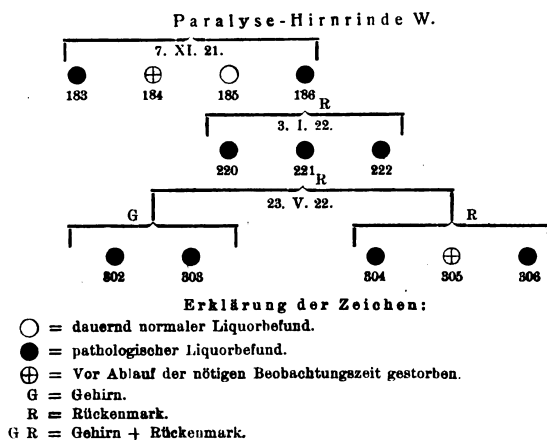 Paralyse-Hirnrinde W.
7. XI. 21.
183 184 185 186
R
3. I. 22.
220 221 222
R
23. V. 22.
G R
302 303 304 305 306
Erklärung der Zeichen:
= dauernd normaler Liquorbefund.
= pathologischer Liquorbefund.
= Vor Ablauf der nötigen Beobachtungszeit gestorben.
G = Gehirn.
R = Rückenmark.
G R = Gehirn + Rückenmark.